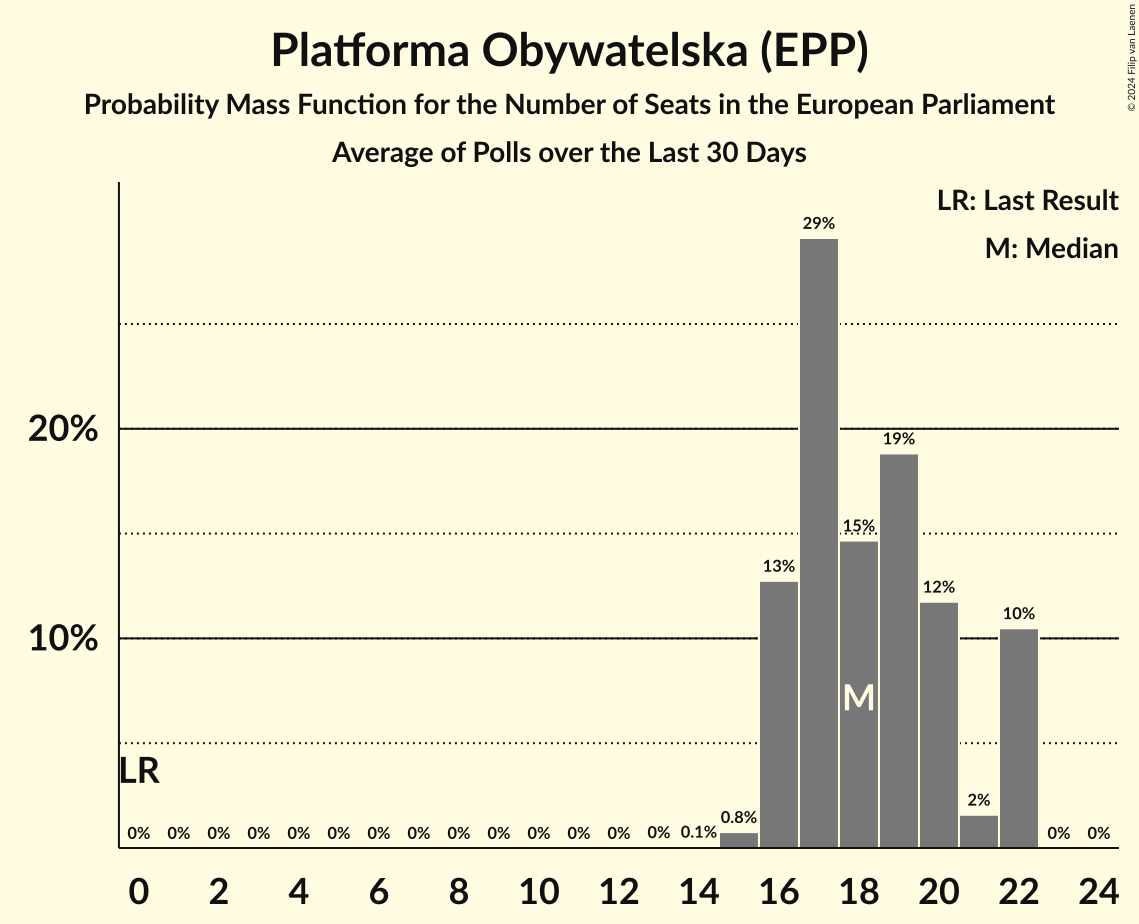 Platforma Obywatelska (EPP)
Probability Mass Function for the Number of Seats in the European Parliament
Average of Polls over the Last 30 Days
© 2024 Filip van Laenen
LR: Last Result
M: Median
20%
10%
29%
19%
15%
13%
12%
10%
M
LR
2%
0% 0% 0% 0% 0% 0% 0% 0% 0% 0% 0% 0% 0% 0% 0.1% 0.8% 0% 0%
0 2 4 6 8 10 12 14 16 18 20 22 24